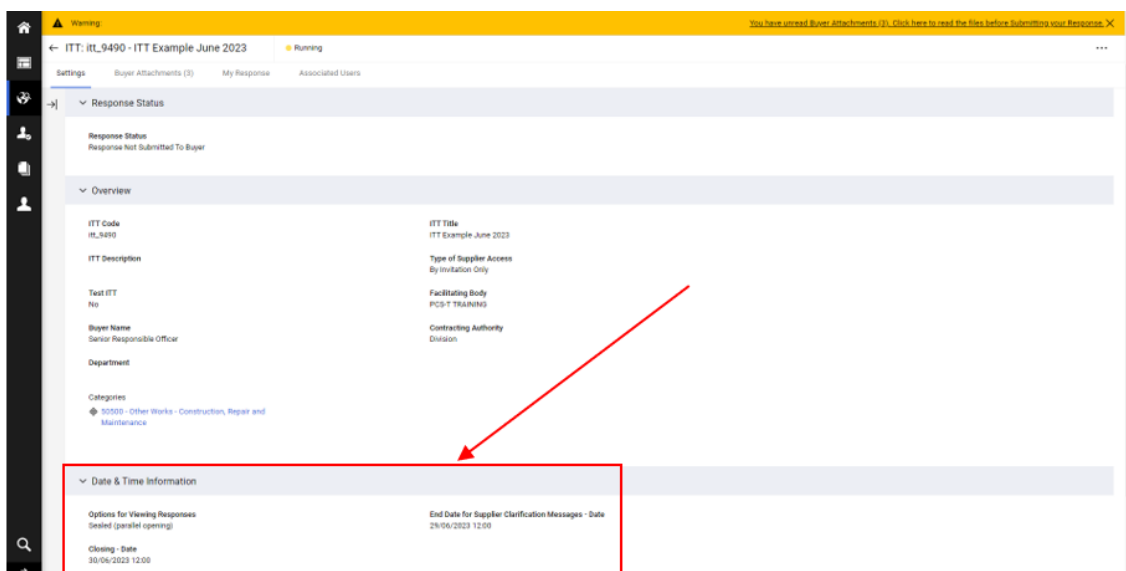 Warning:
You have unread Buyer Attachments (3). Click here to read the files before Submitting your Response.
ITT: itt_9490 - ITT Example June 2023
Running
Settings
Buyer Attachments (3)
My Response
Associated Users
Response Status
Response Status
Response Not Submitted To Buyer
Overview
ITT Code
itt_9490
ITT Title
ITT Example June 2023
ITT Description
Type of Supplier Access
By Invitation Only
Test ITT
No
Facilitating Body
PCS-T TRAINING
Buyer Name
Senior Responsible Officer
Contracting Authority
Division
Department
Categories
50500 - Other Works - Construction, Repair and
Maintenance
Date & Time Information
Options for Viewing Responses
Sealed (parallel opening)
End Date for Supplier Clarification Messages - Date
29/06/2023 12:00
Closing - Date
30/06/2023 12:00